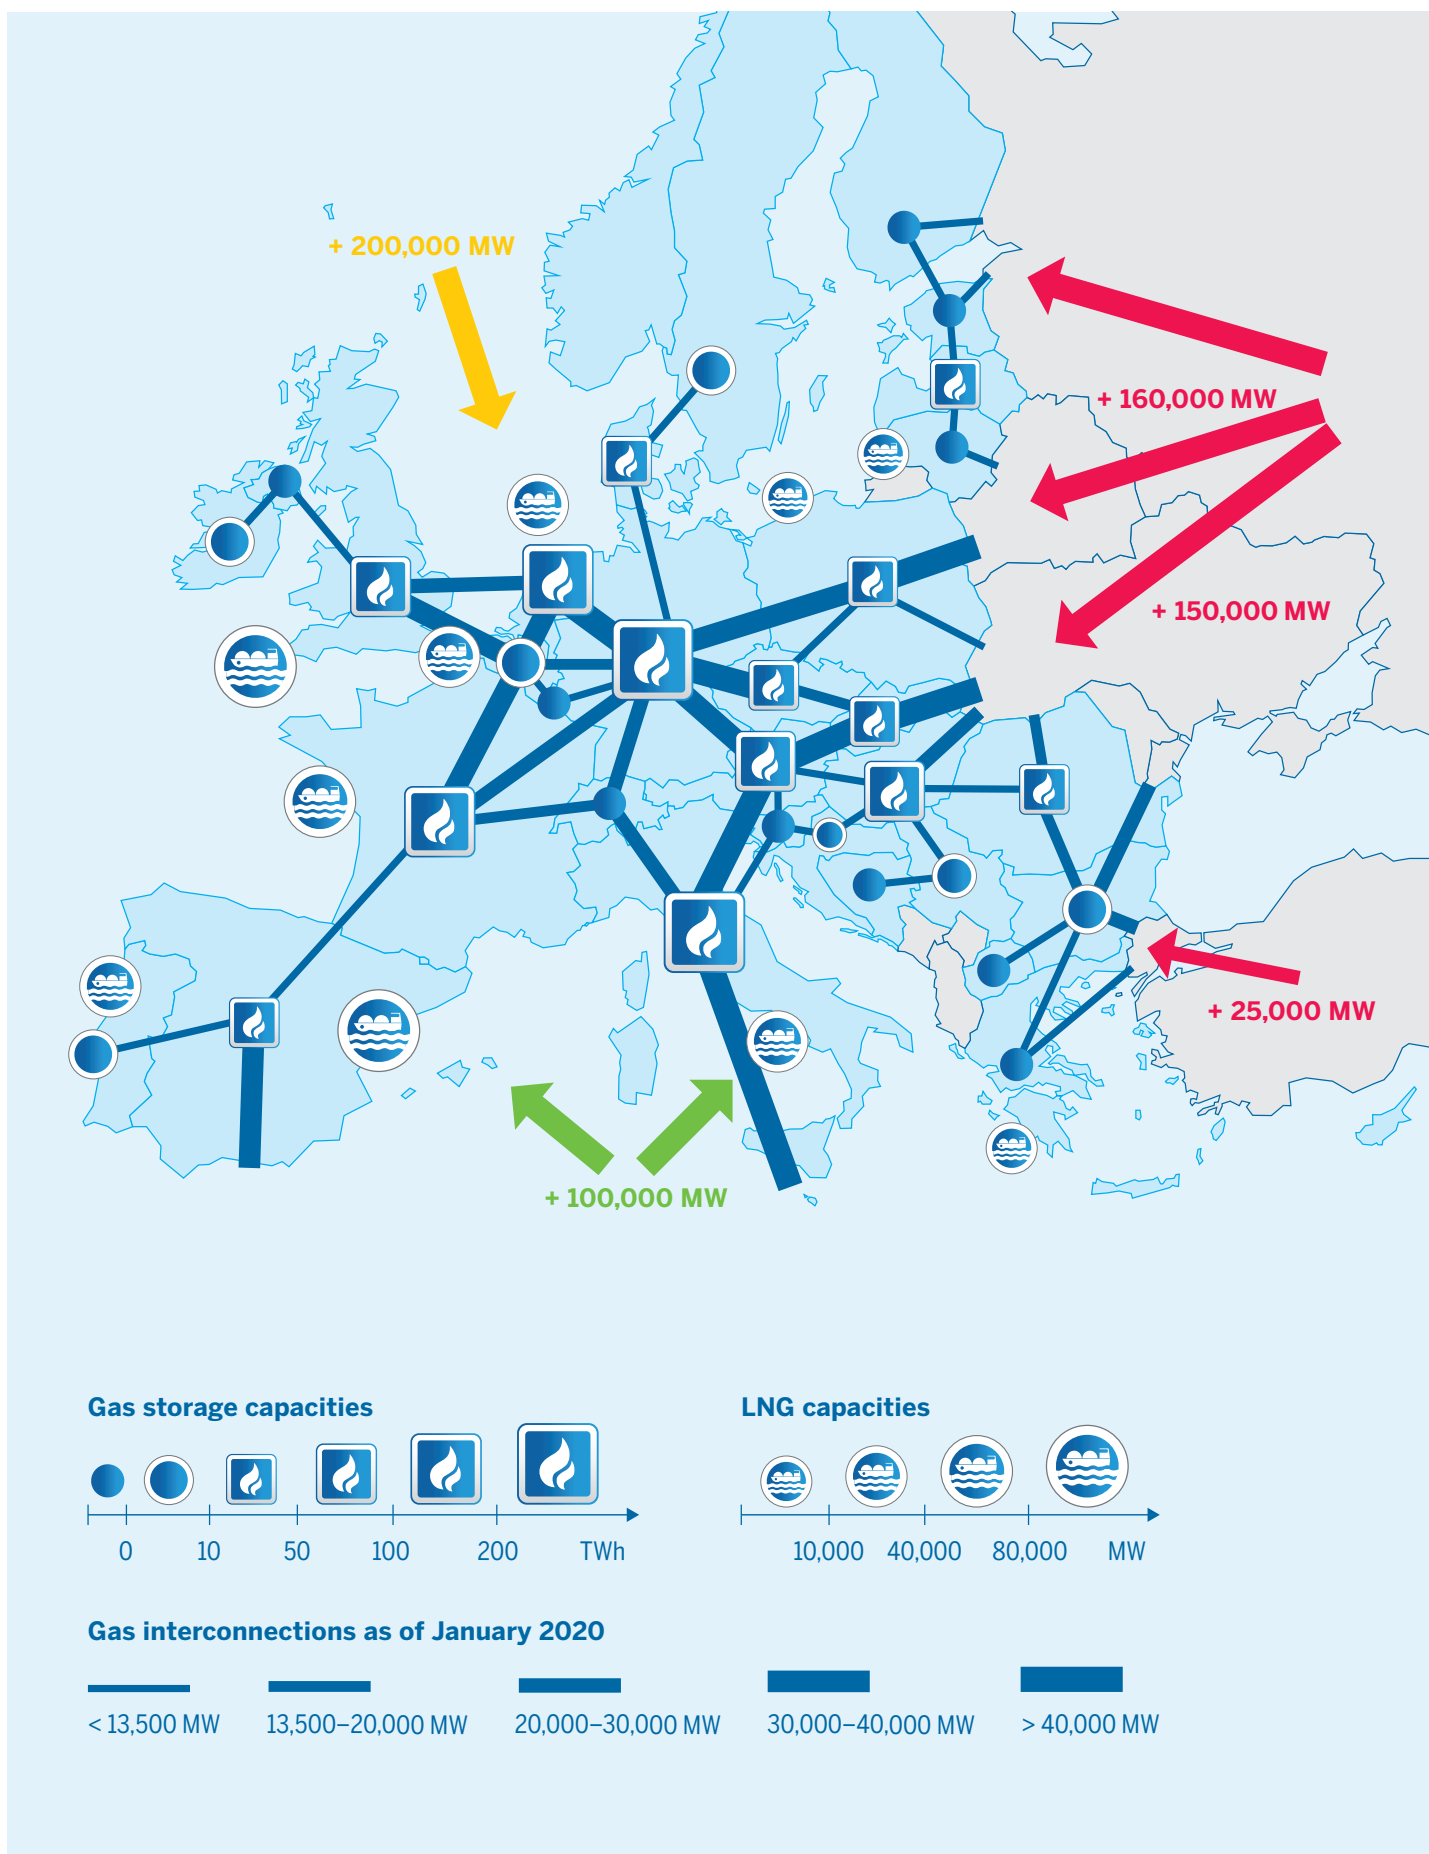 + 200,000 MW
+ 160,000 MW
+ 150,000 MW
+ 25,000 MW
+ 100,000 MW
Gas storage capacities
0 10 50 100 200 TWh
LNG capacities
10,000 40,000 80,000 MW
Gas interconnections as of January 2020
< 13,500 MW 13,500–20,000 MW 20,000–30,000 MW 30,000–40,000 MW > 40,000 MW